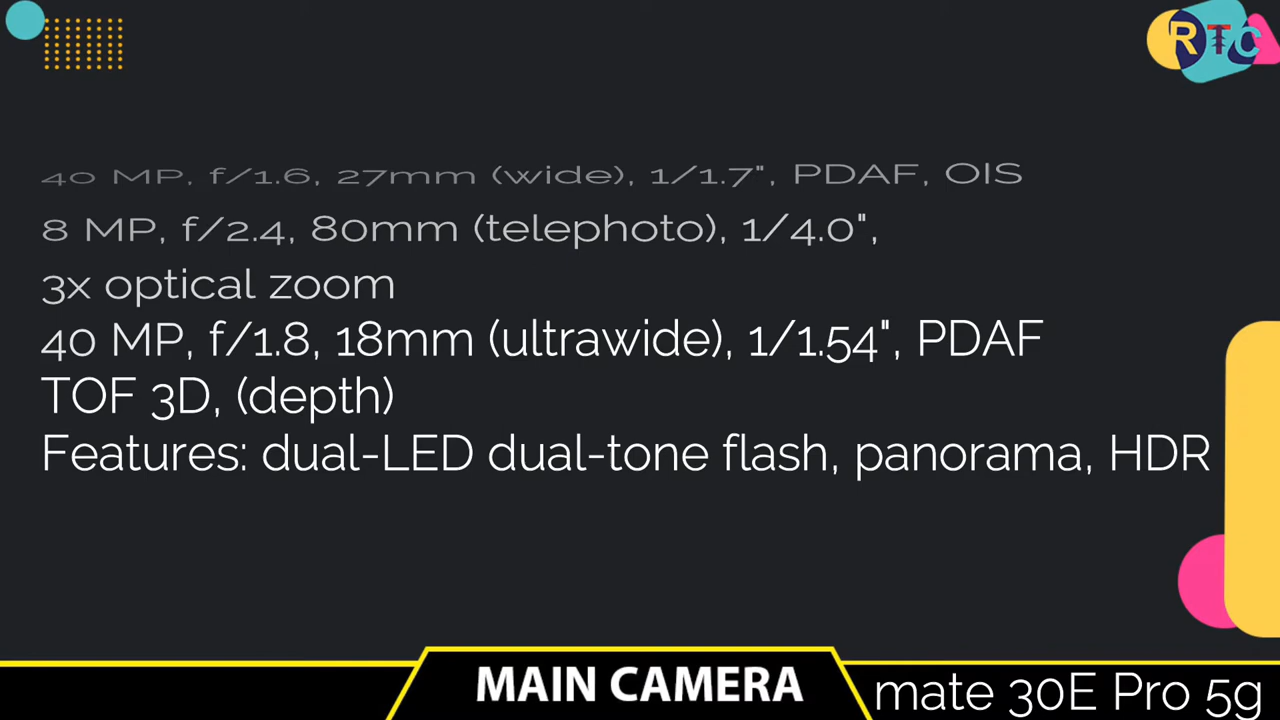 RTC
40 MP, f/1.6, 27mm (wide), 1/1.7", PDAF, OIS
8 MP, f/2.4, 80mm (telephoto), 1/4.0",
3x optical zoom
40 MP, f/1.8, 18mm (ultrawide), 1/1.54", PDAF
TOF 3D, (depth)
Features: dual-LED dual-tone flash, panorama, HDR
MAIN CAMERA
mate 30E Pro 5g